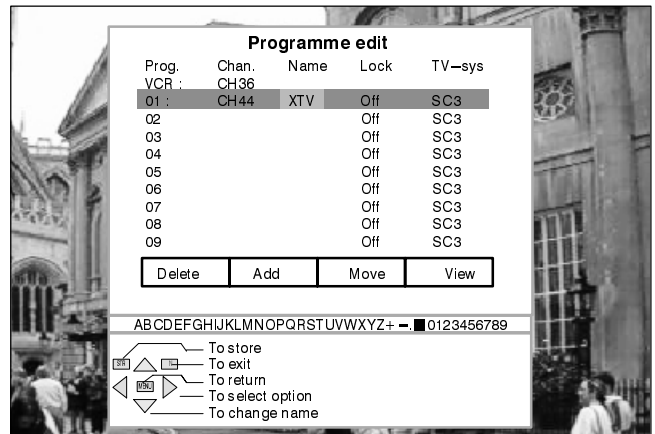 Programme edit
Prog. Chan. Name Lock TV-sys
VCR : CH36
01 : CH44 XTV Off SC3
02 Off SC3
03 Off SC3
04 Off SC3
05 Off SC3
06 Off SC3
07 Off SC3
08 Off SC3
09 Off SC3
Delete Add Move View
ABCDEFGHIJKLMNOPQRSTUVWXYZ+ -. ■ 0123456789
To store
STR To exit
MENU To return
To select option
To change name